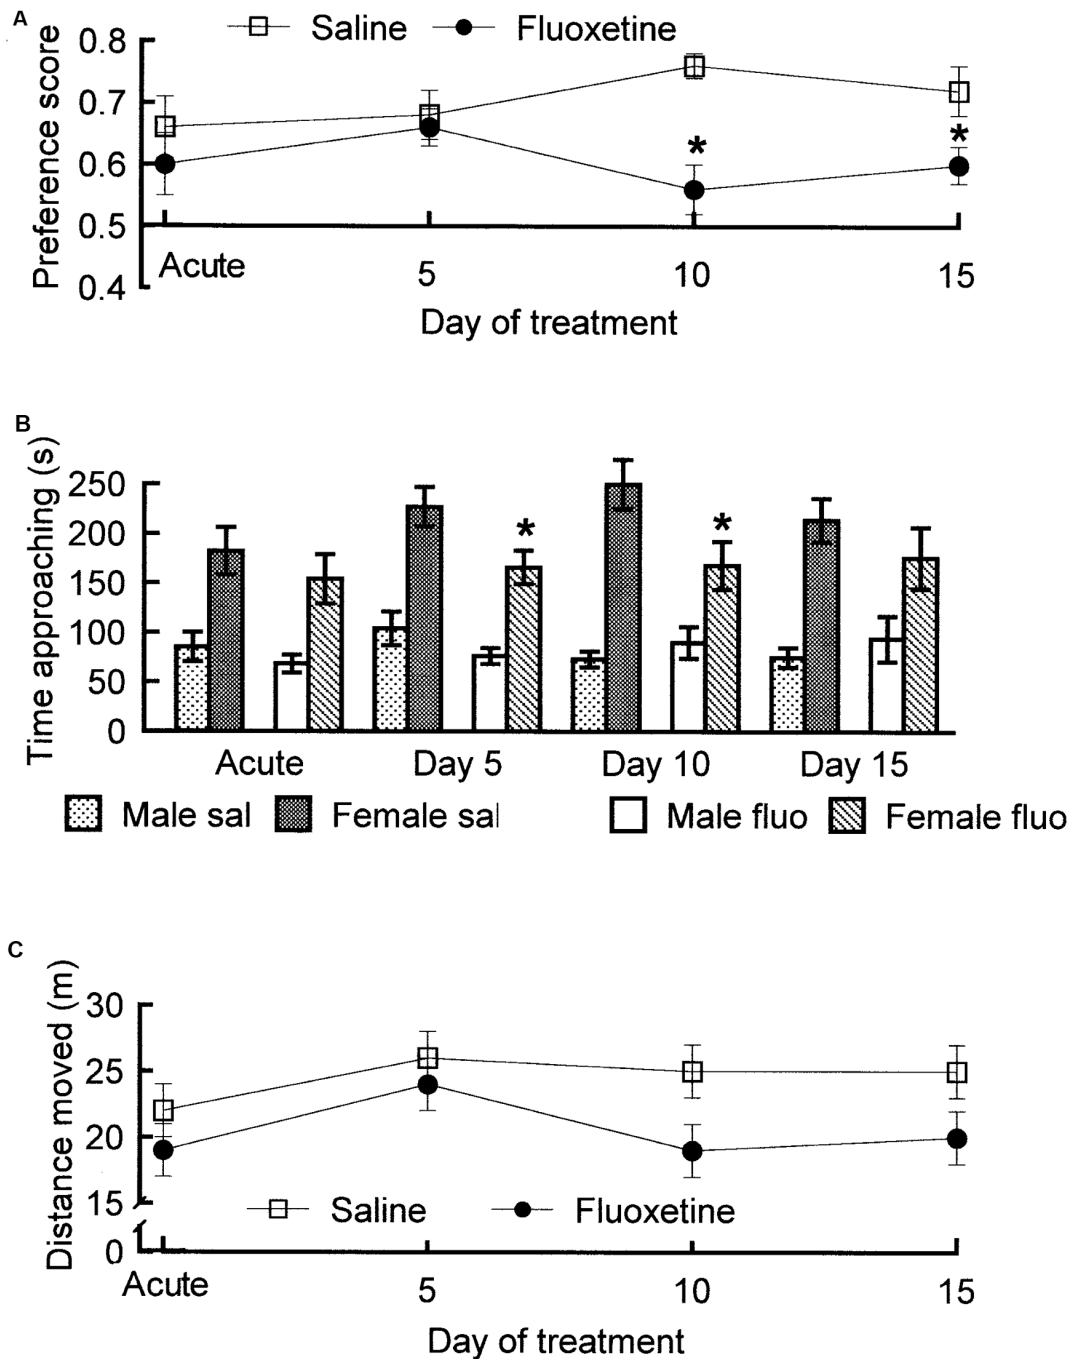 A
Saline Fluoxetine
Preference score
0.8
0.7
0.6
0.5
0.4
* *
Acute 5 10 15
Day of treatment
B
Time approaching (s)
250
200
150
100
50
0
* *
Acute Day 5 Day 10 Day 15
Male sal Female sal Male fluo Female fluo
C
Distance moved (m)
30
25
20
15
0
Saline Fluoxetine
Acute 5 10 15
Day of treatment